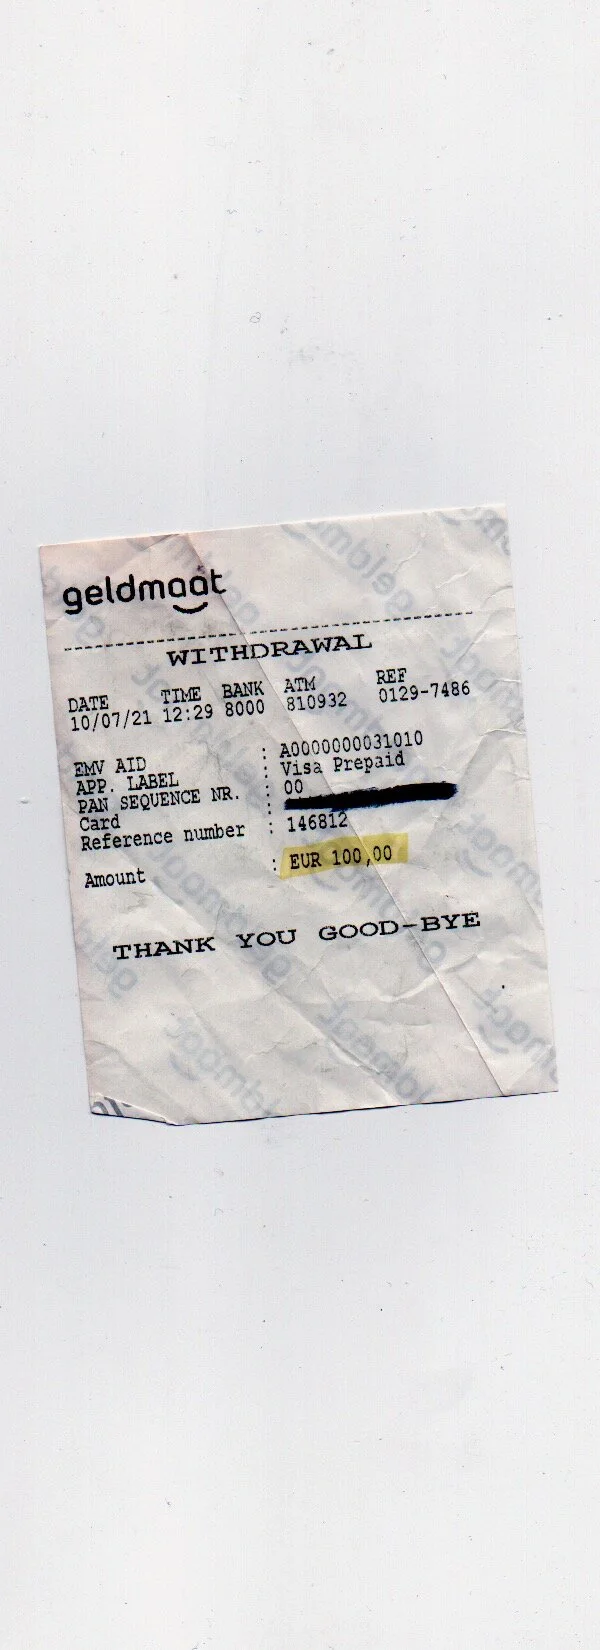 geldmaat
WITHDRAWAL
DATE TIME BANK ATM REF
10/07/21 12:29 8000 810932 0129-7486
EMV AID : A0000000031010
APP. LABEL : Visa Prepaid
PAN SEQUENCE NR. : 00
Card :
Reference number : 146812
Amount : EUR 100,00
THANK YOU GOOD-BYE